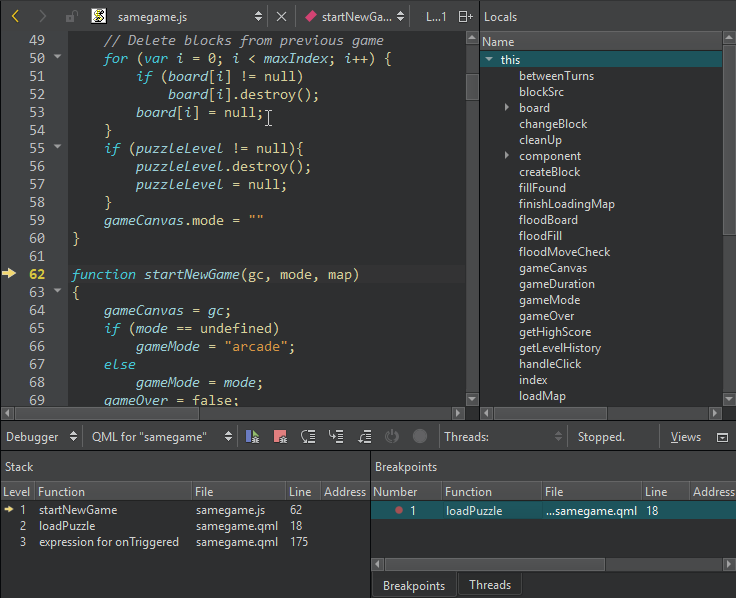 samegame.js startNewGa... L...1 Locals
49 // Delete blocks from previous game
50 for (var i = 0; i < maxIndex; i++) {
51 if (board[i] != null)
52 board[i].destroy();
53 board[i] = null;
54 }
55 if (puzzleLevel != null){
56 puzzleLevel.destroy();
57 puzzleLevel = null;
58 }
59 gameCanvas.mode = ""
60 }
61
62 function startNewGame(gc, mode, map)
63 {
64 gameCanvas = gc;
65 if (mode == undefined)
66 gameMode = "arcade";
67 else
68 gameMode = mode;
69 gameOver = false;
Name
this
betweenTurns
blockSrc
board
changeBlock
cleanUp
component
createBlock
fillFound
finishLoadingMap
floodBoard
floodFill
floodMoveCheck
gameCanvas
gameDuration
gameMode
gameOver
getHighScore
getLevelHistory
handleClick
index
loadMap
Debugger QML for "samegame" Threads: Stopped. Views
Stack
Level Function File Line Address
1 startNewGame samegame.js 62
2 loadPuzzle samegame.qml 18
3 expression for onTriggered samegame.qml 175
Breakpoints
Number Function File Line Address
1 loadPuzzle ...samegame.qml 18
Breakpoints Threads